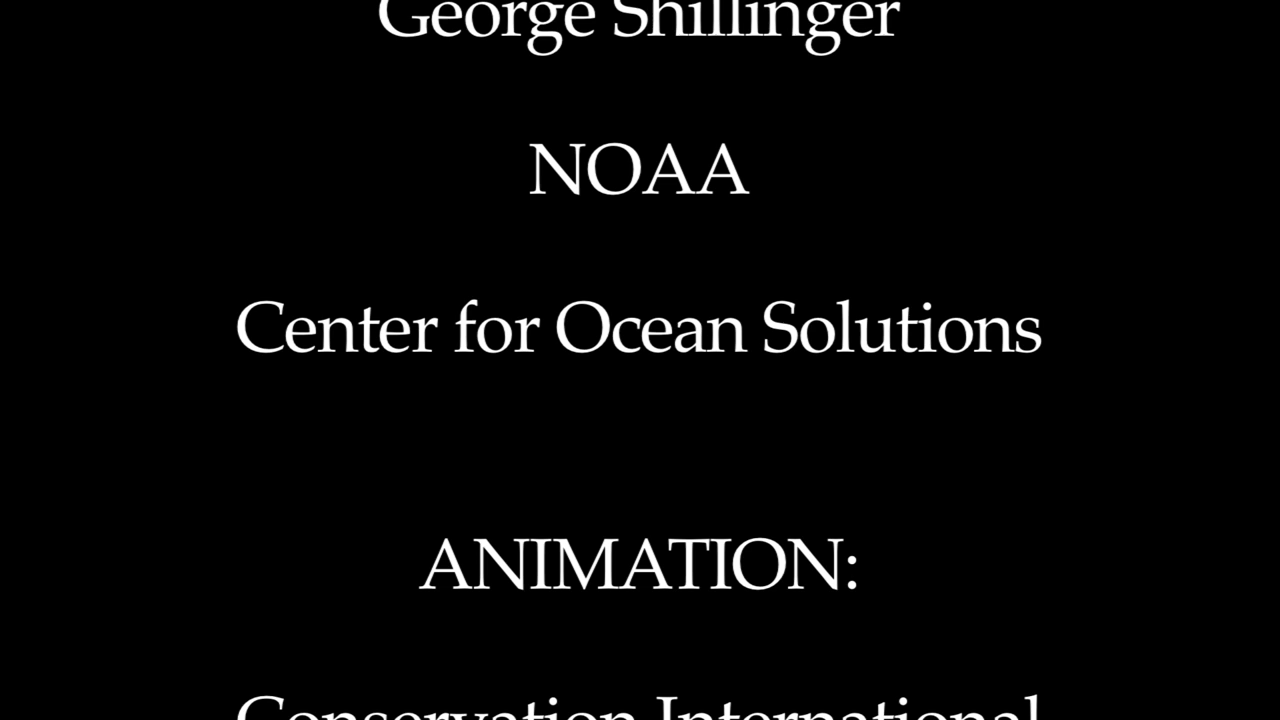 George Shillinger
NOAA
Center for Ocean Solutions
ANIMATION:
Conservation International